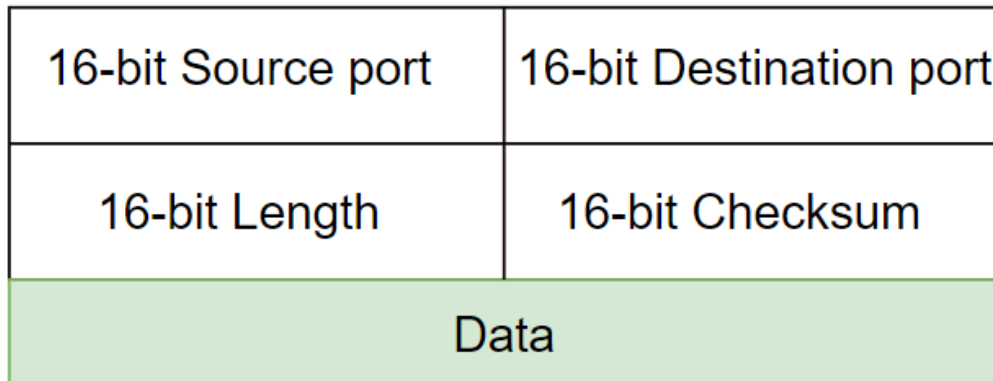 16-bit Source port
16-bit Destination port
16-bit Length
16-bit Checksum
Data